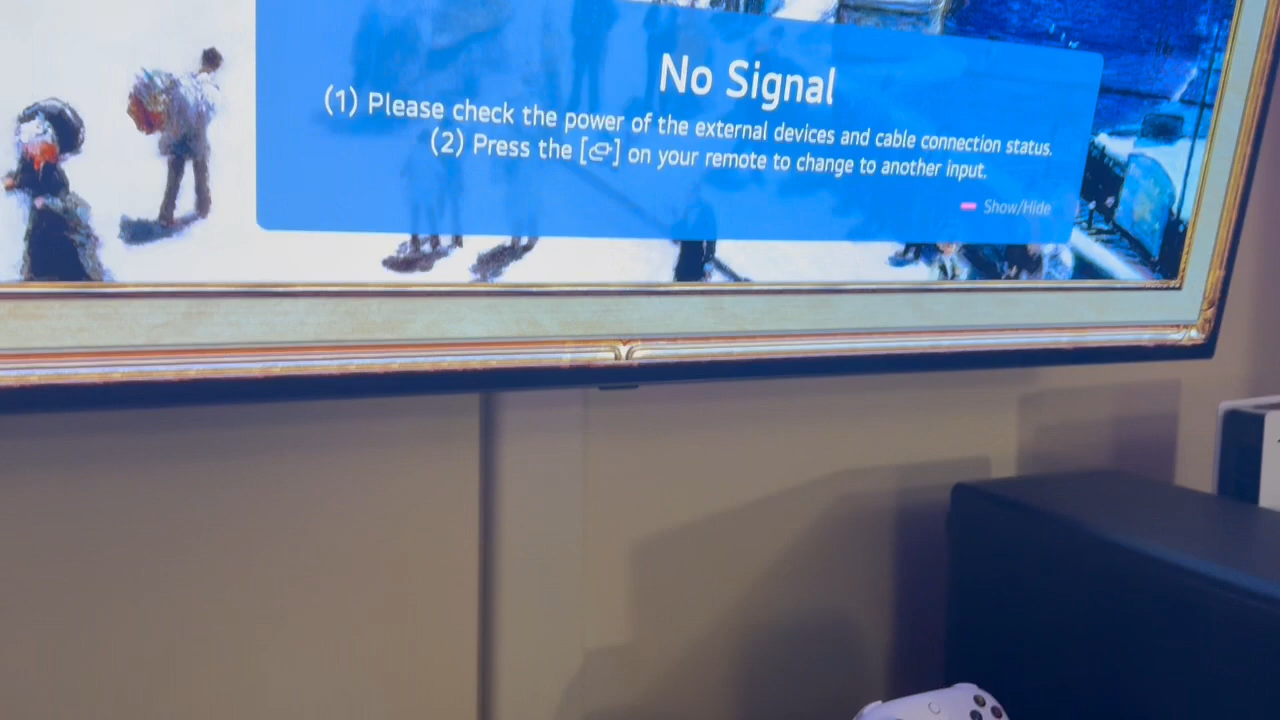 No Signal
(1) Please check the power of the external devices and cable connection status.
(2) Press the [] on your remote to change to another input.
Show/Hide